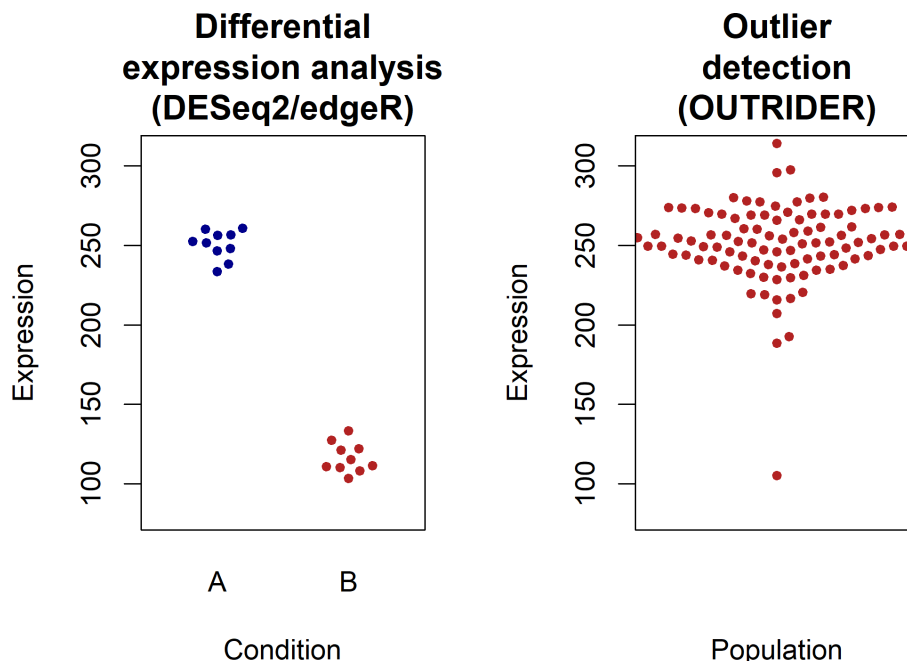 Differential
expression analysis
(DESeq2/edgeR)
Expression
300
250
200
150
100
A B
Condition
Outlier
detection
(OUTRIDER)
Expression
300
250
200
150
100
Population